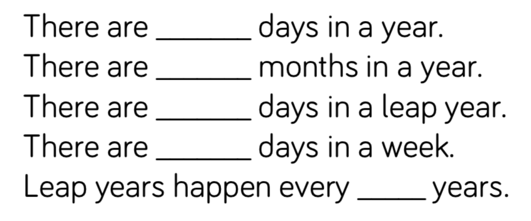 There are ______ days in a year.
There are ______ months in a year.
There are ______ days in a leap year.
There are ______ days in a week.
Leap years happen every ____ years.